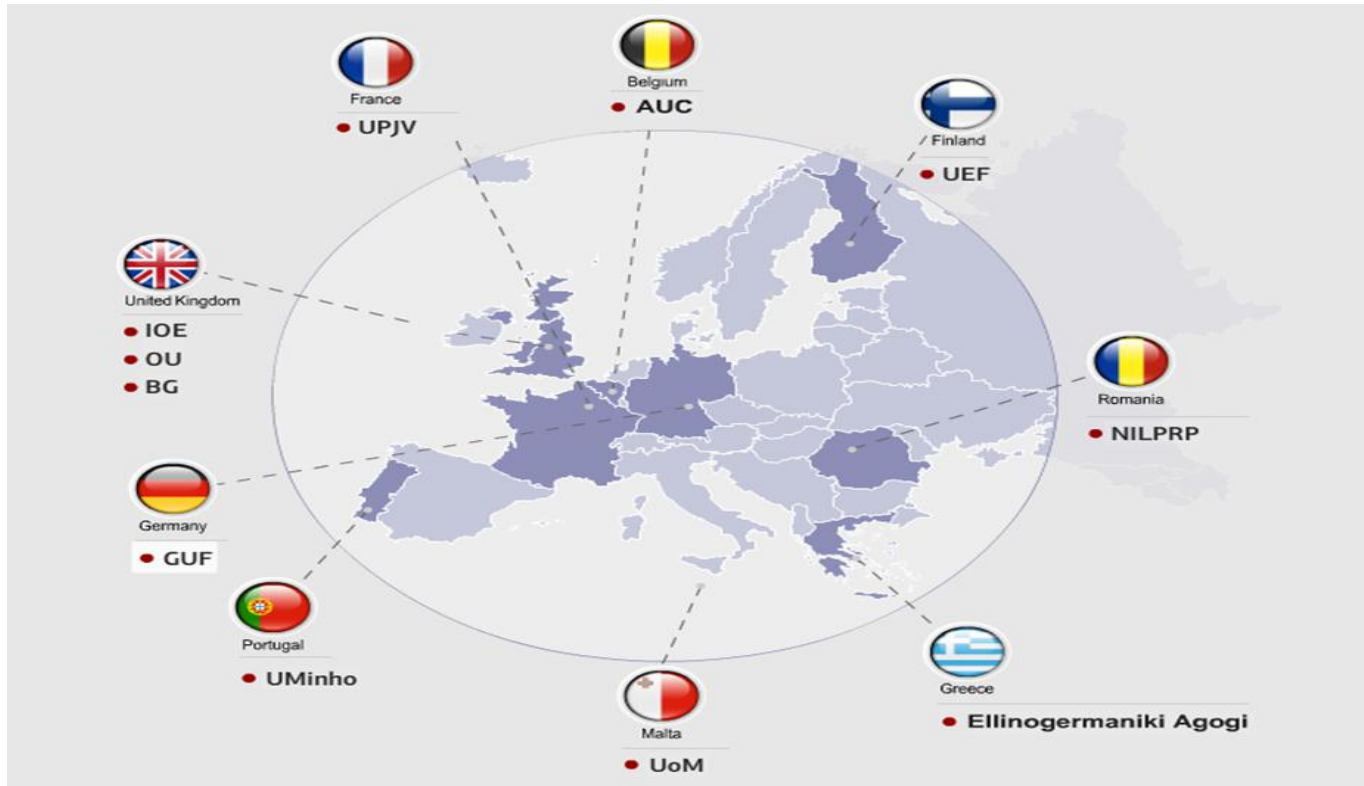 France
UPJV
Belgium
AUC
Finland
UEF
United Kingdom
IOE
OU
BG
Romania
NILPRP
Germany
GUF
Portugal
UMinho
Malta
UoM
Greece
Ellinogermaniki Agogi